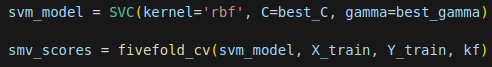 svm_model = SVC(kernel='rbf', C=best_C, gamma=best_gamma)
smv_scores = fivefold_cv(svm_model, X_train, Y_train, kf)